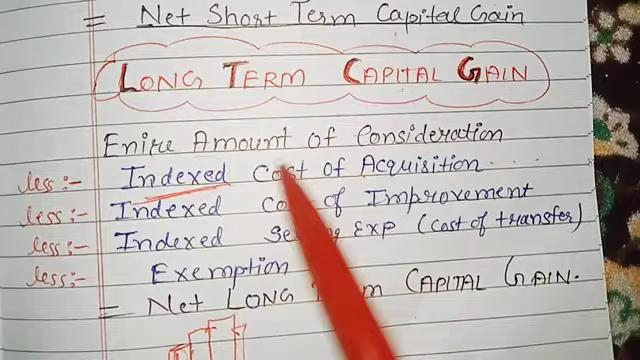 = Net Short Term Capital Gain
LONG TERM CAPITAL GAIN
Enitre Amount of Consideration
less:- Indexed Cost of Acquisition ....
less:- Indexed of Improvement
less:- Indexed Exp (Cost of transfer)
less:- Exemption
= Net LONG CAPITAL GAIN.